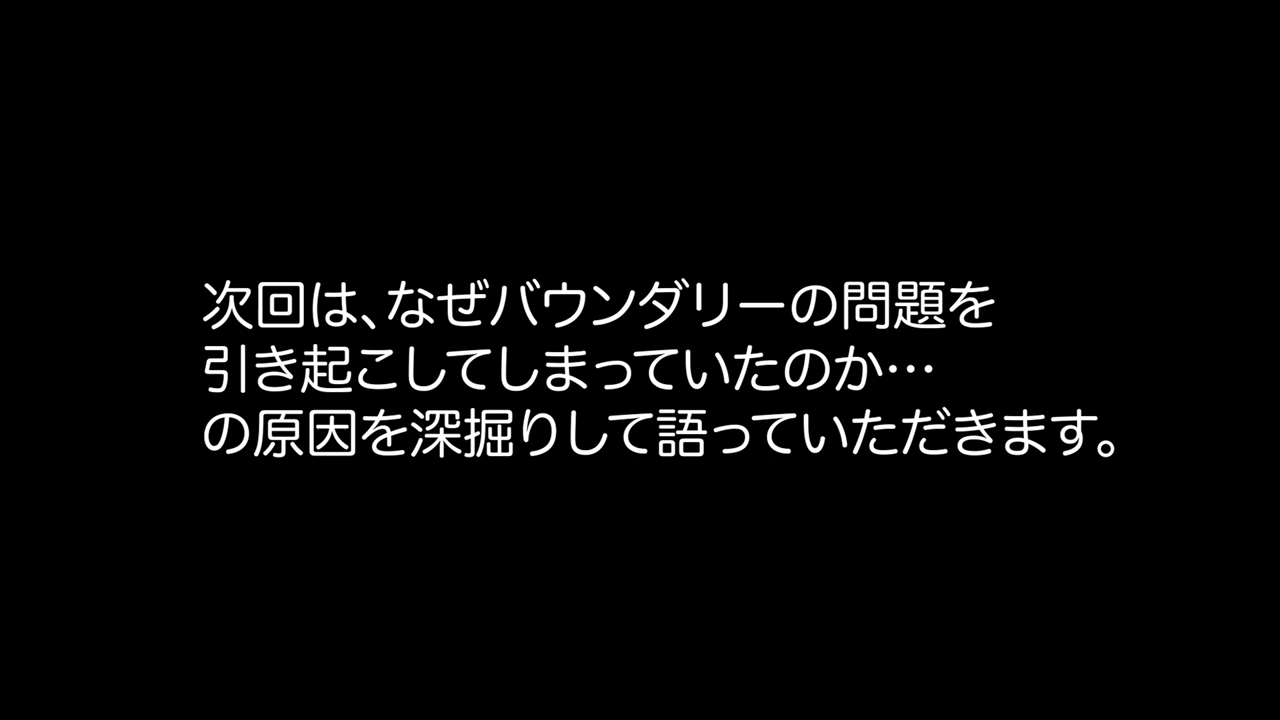 次回は、なぜバウンダリーの問題を
引き起こしてしまっていたのか…
の原因を深掘りして語っていただきます。